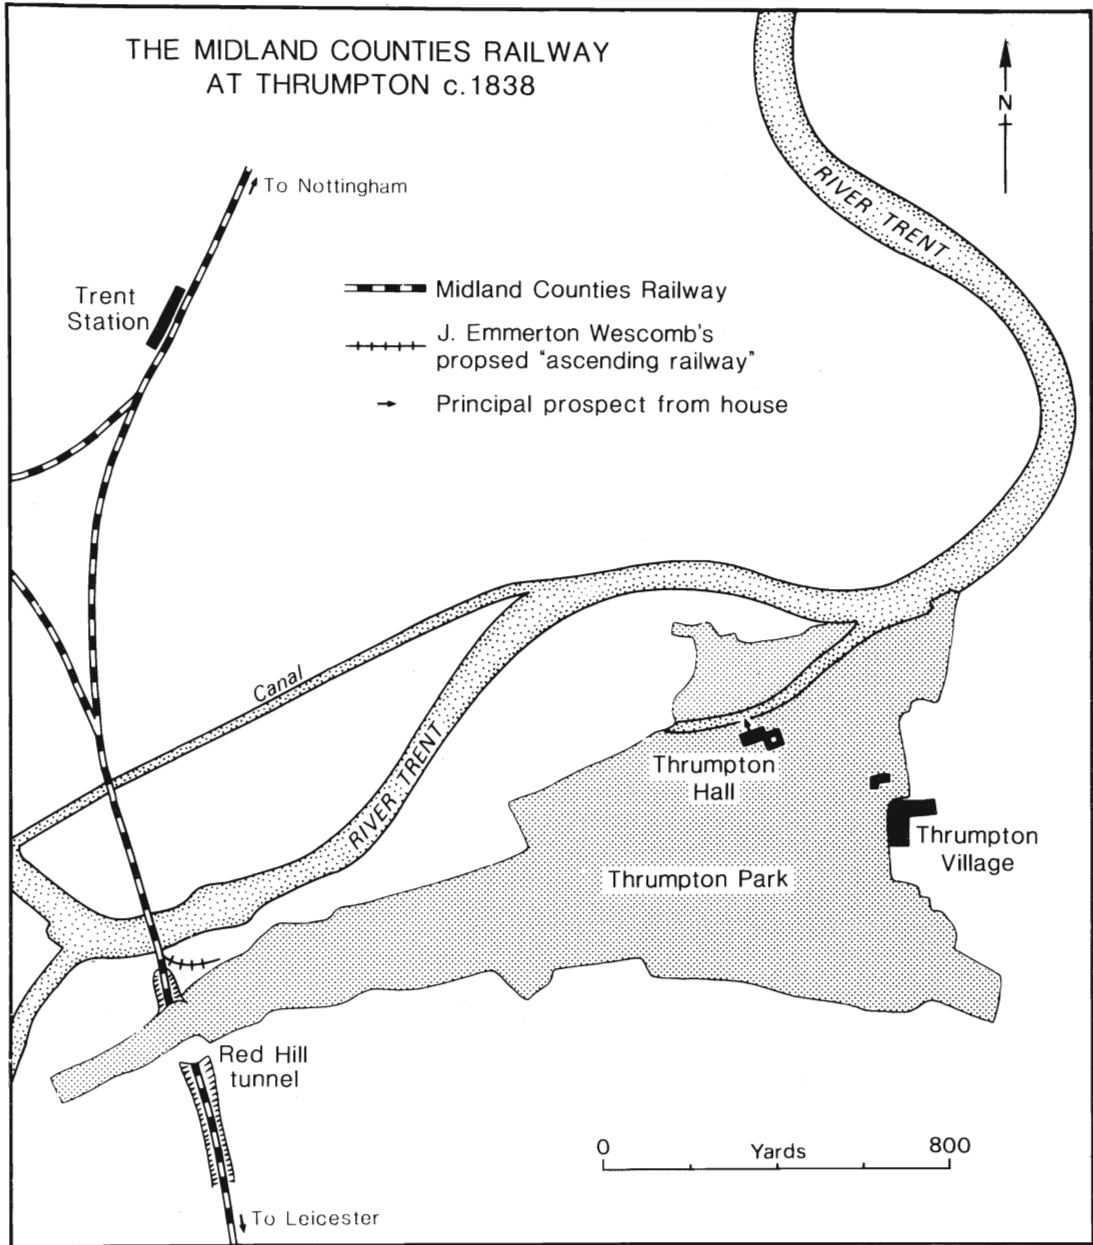 THE MIDLAND COUNTIES RAILWAY
AT THRUMPTON c.1838
N
RIVER TRENT
To Nottingham
Trent
Station
Midland Counties Railway
J. Emmerton Wescomb's
propsed "ascending railway"
Principal prospect from house
Canal
RIVER TRENT
Thrumpton
Hall
Thrumpton
Village
Thrumpton Park
Red Hill
tunnel
0 Yards 800
To Leicester